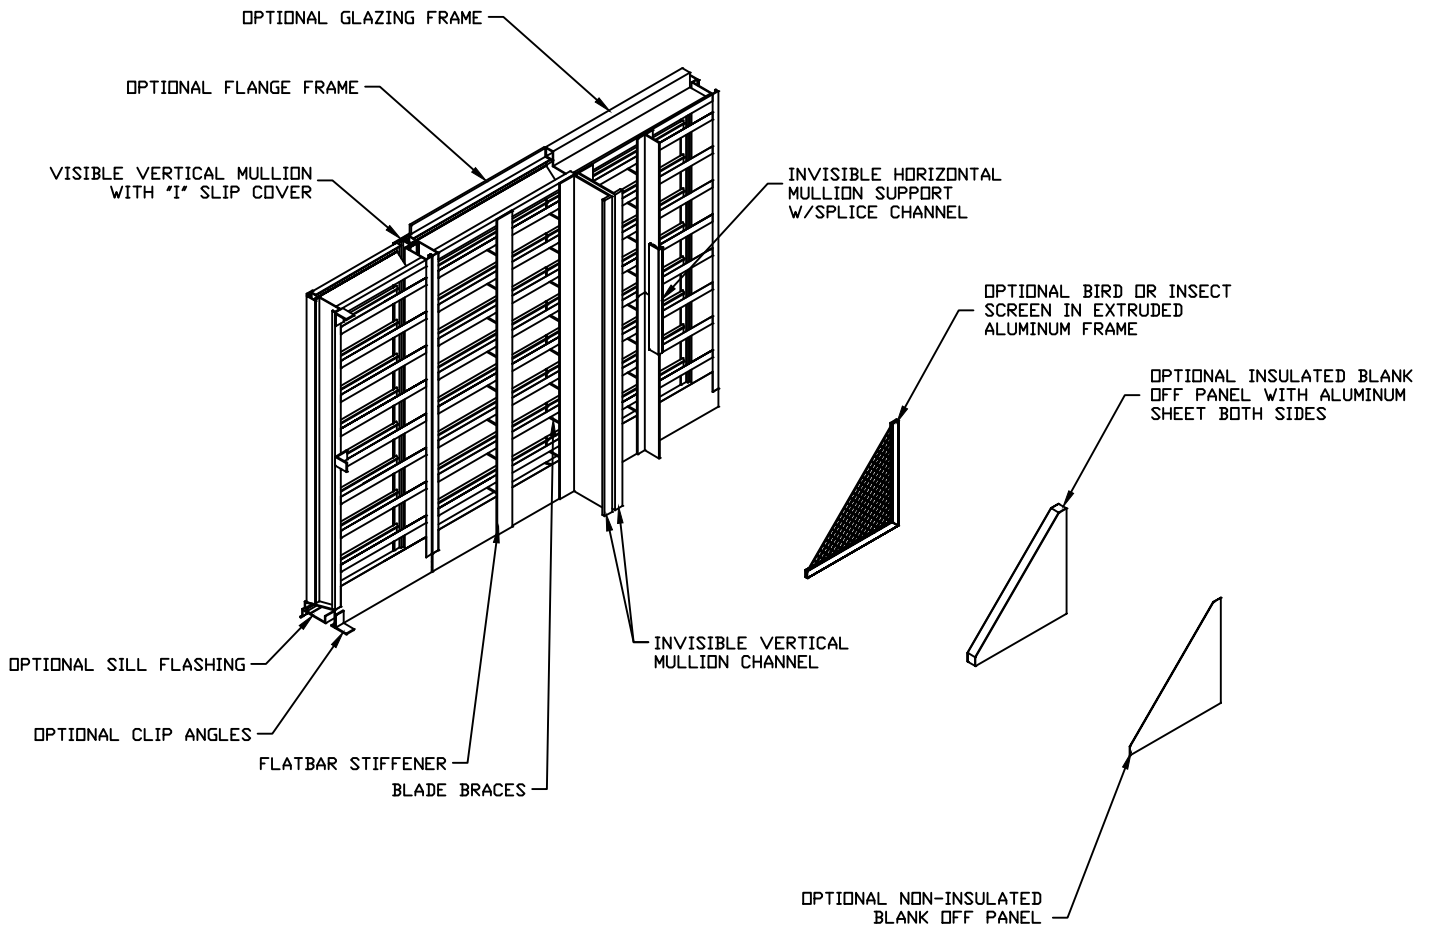 OPTIONAL GLAZING FRAME
OPTIONAL FLANGE FRAME
VISIBLE VERTICAL MULLION
WITH "I" SLIP COVER
INVISIBLE HORIZONTAL
MULLION SUPPORT
W/SPLICE CHANNEL
OPTIONAL BIRD OR INSECT
SCREEN IN EXTRUDED
ALUMINUM FRAME
OPTIONAL INSULATED BLANK
OFF PANEL WITH ALUMINUM
SHEET BOTH SIDES
INVISIBLE VERTICAL
MULLION CHANNEL
OPTIONAL SILL FLASHING
OPTIONAL CLIP ANGLES
FLATBAR STIFFENER
BLADE BRACES
OPTIONAL NON-INSULATED
BLANK OFF PANEL